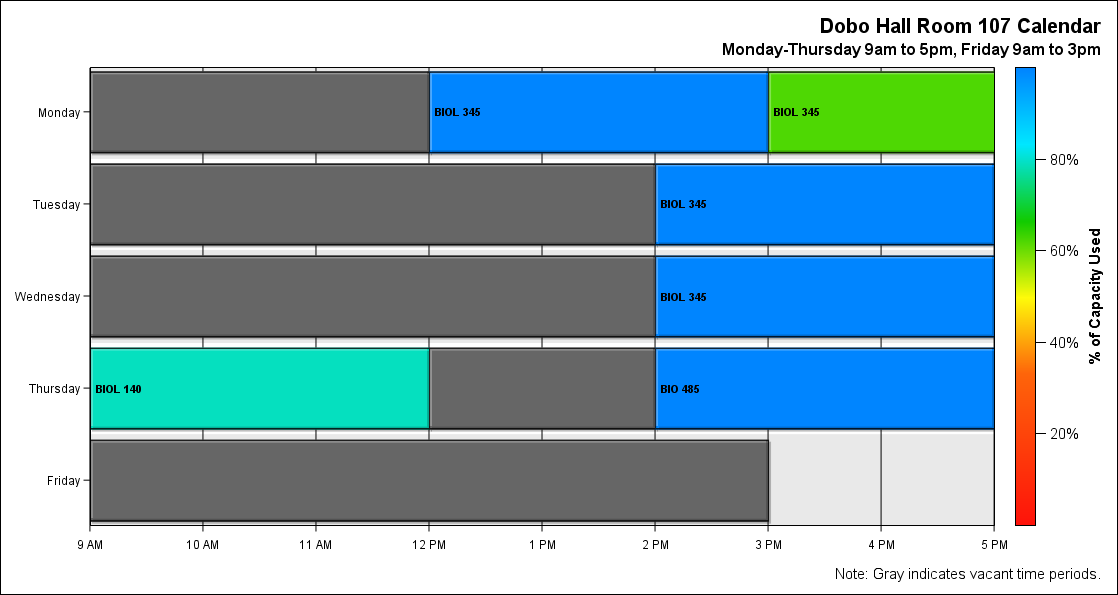 Dobo Hall Room 107 Calendar
Monday-Thursday 9am to 5pm, Friday 9am to 3pm
Monday
BIOL 345
BIOL 345
Tuesday
BIOL 345
Wednesday
BIOL 345
Thursday
BIOL 140
BIO 485
Friday
80%
60%
40%
20%
% of Capacity Used
9 AM
10 AM
11 AM
12 PM
1 PM
2 PM
3 PM
4 PM
5 PM
Note: Gray indicates vacant time periods.